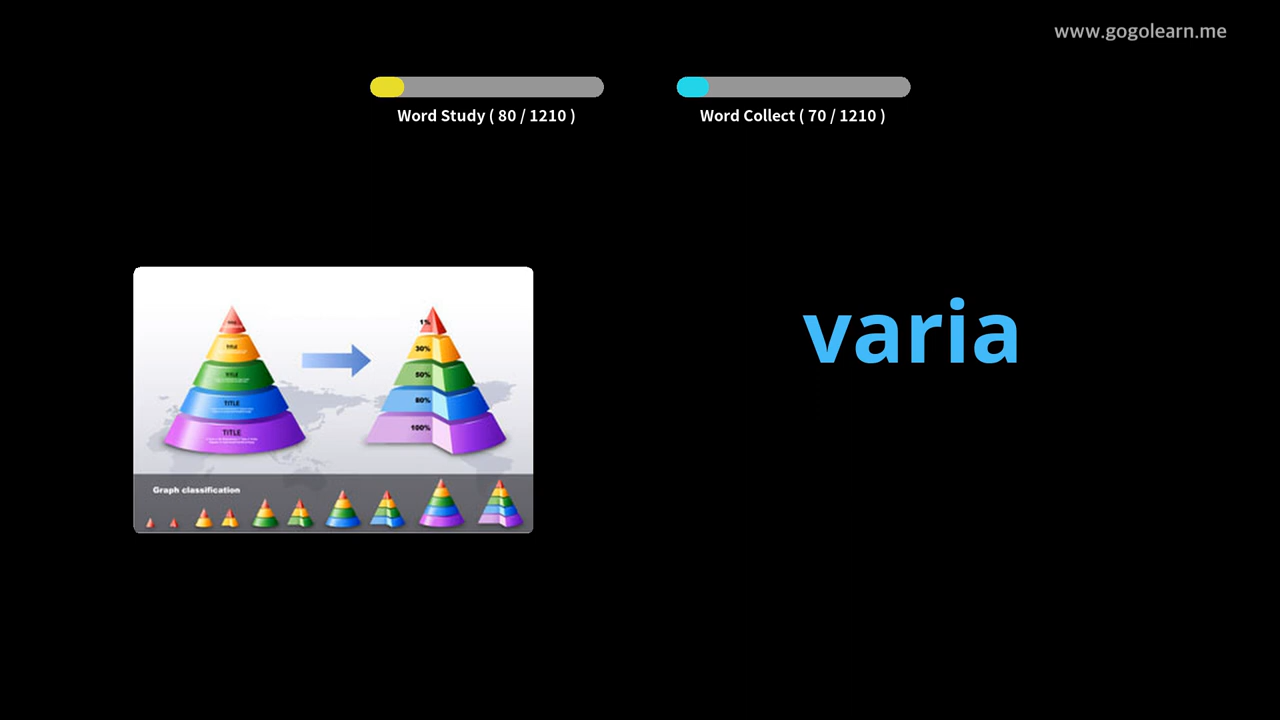 www.gogolearn.me
Word Study ( 80 / 1210 )
Word Collect ( 70 / 1210 )
varia
1%
TITLE
30%
TITLE
50%
TITLE
80%
TITLE
100%
Graph classification